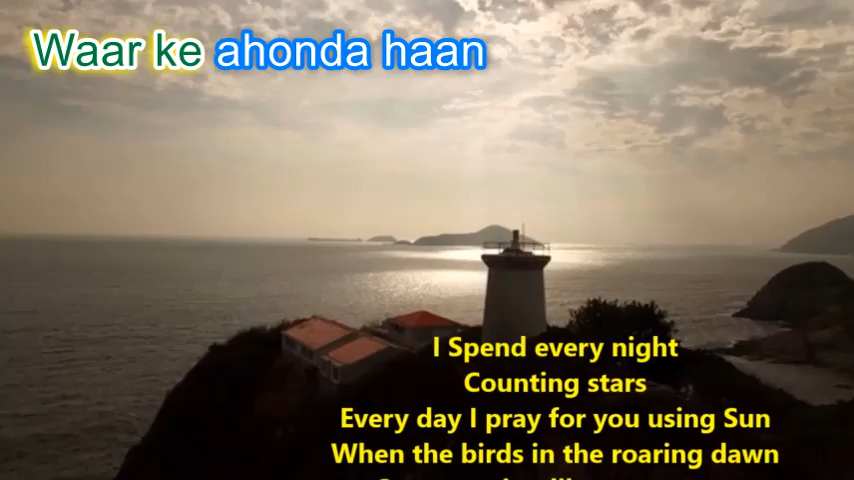 Waar ke ahonda haan
I Spend every night
Counting stars
Every day I pray for you using Sun
When the birds in the roaring dawn